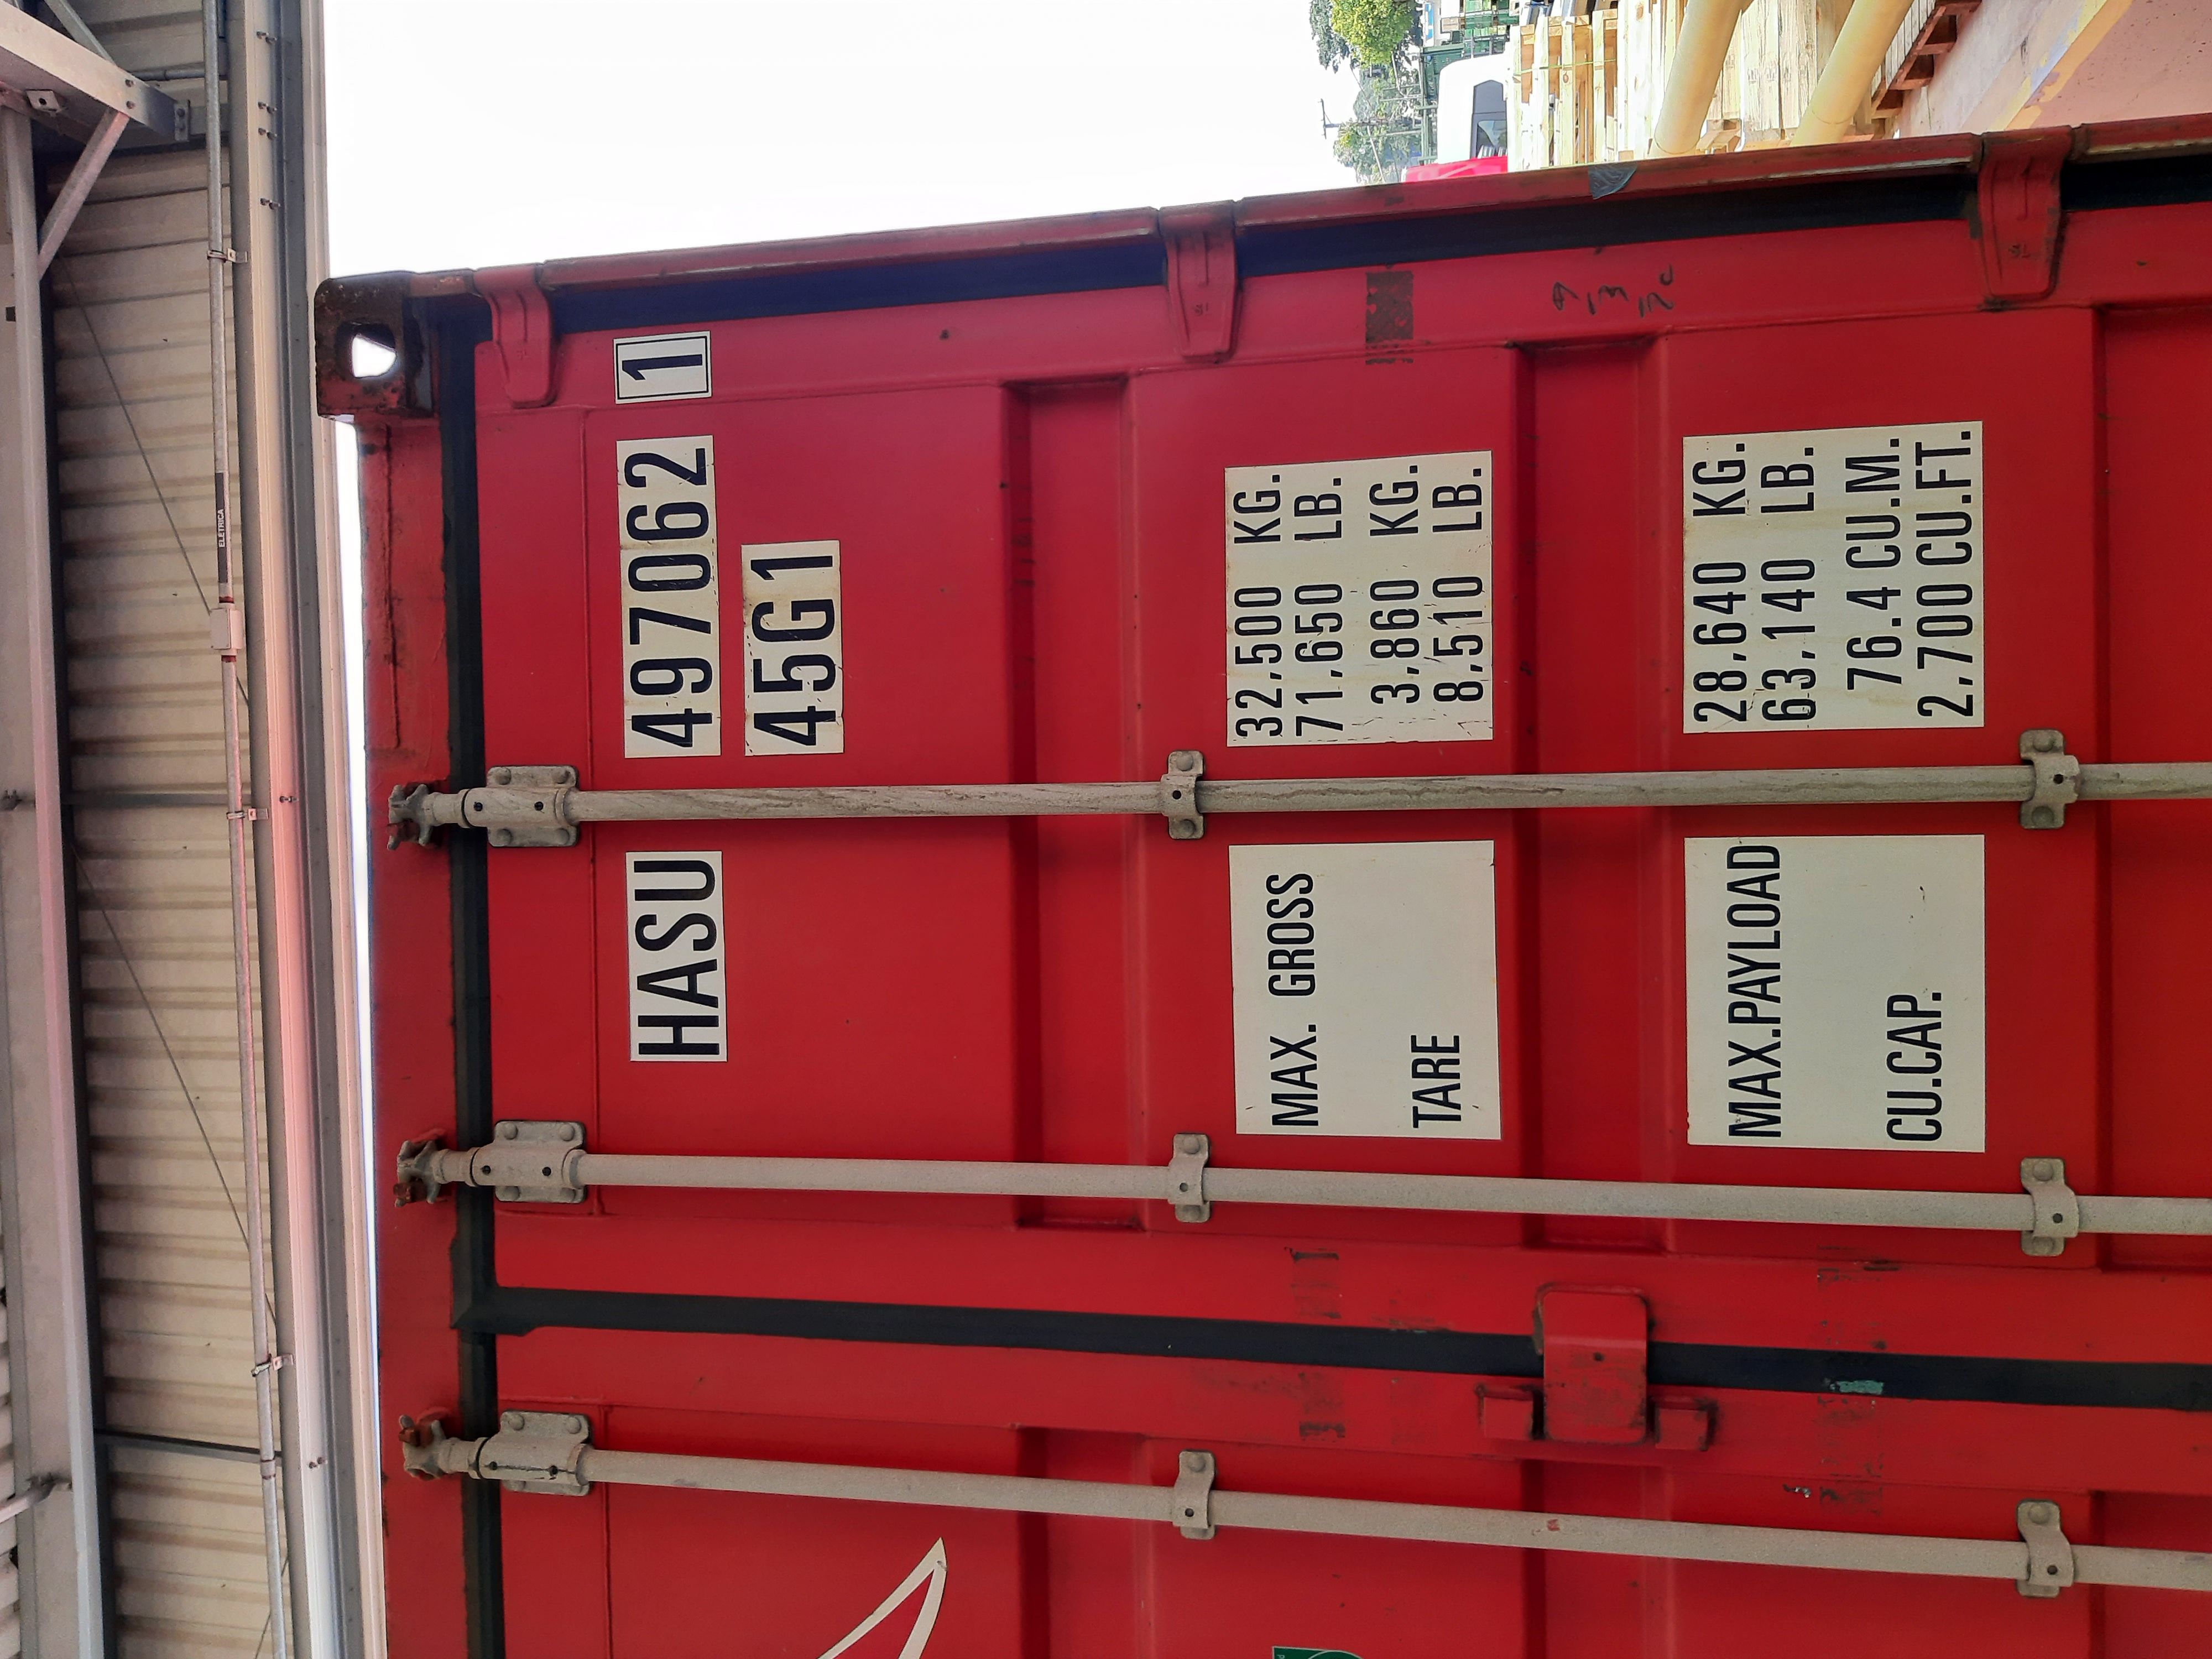 HASU 497062 1
45G1
MAX. GROSS 32,500 KG.
71,650 LB.
TARE 3,860 KG.
8,510 LB.
MAX.PAYLOAD 28,640 KG.
63,140 LB.
CU.CAP. 76.4 CU.M.
2,700 CU.FT.
ELÉTRICA